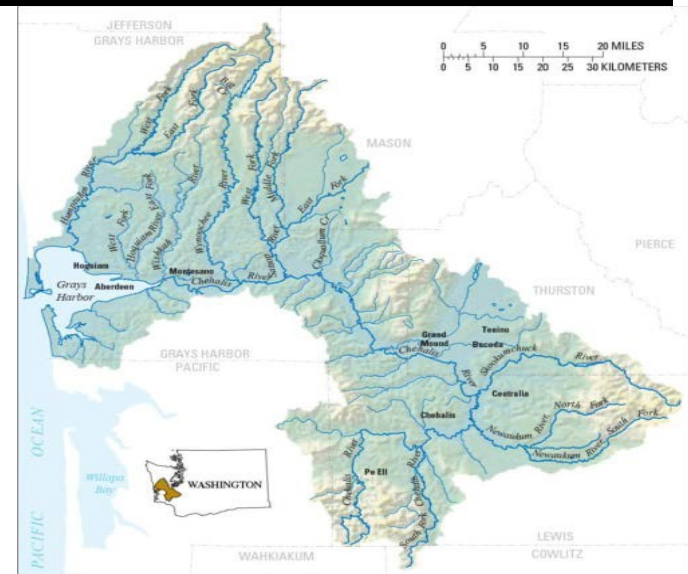 JEFFERSON
GRAYS HARBOR
0 5 10 15 20 MILES
0 5 10 15 20 25 30 KILOMETERS
MASON
PIERCE
THURSTON
West Fork
East Fork
Big Cr.
Humptulips River
West Fork
East Fork
Hoquiam River
Wishkah River
Wynoochee River
West Fork
Middle Fork
East Fork
Satsop River
Cloquallum C.
Hoquiam
Grays
Harbor
Aberdeen
Montesano
Chehalis River
GRAYS HARBOR
PACIFIC
Grand
Mound
Tenino
Bucoda
Chehalis River
Skookumchuck River
Centralia
Chehalis
North Fork
Newaukum River
South Fork
Newaukum River
Pe Ell
Chehalis River
South Fork Chehalis River
PACIFIC OCEAN
Willapa
Bay
WASHINGTON
LEWIS
COWLITZ
WAHKIAKUM